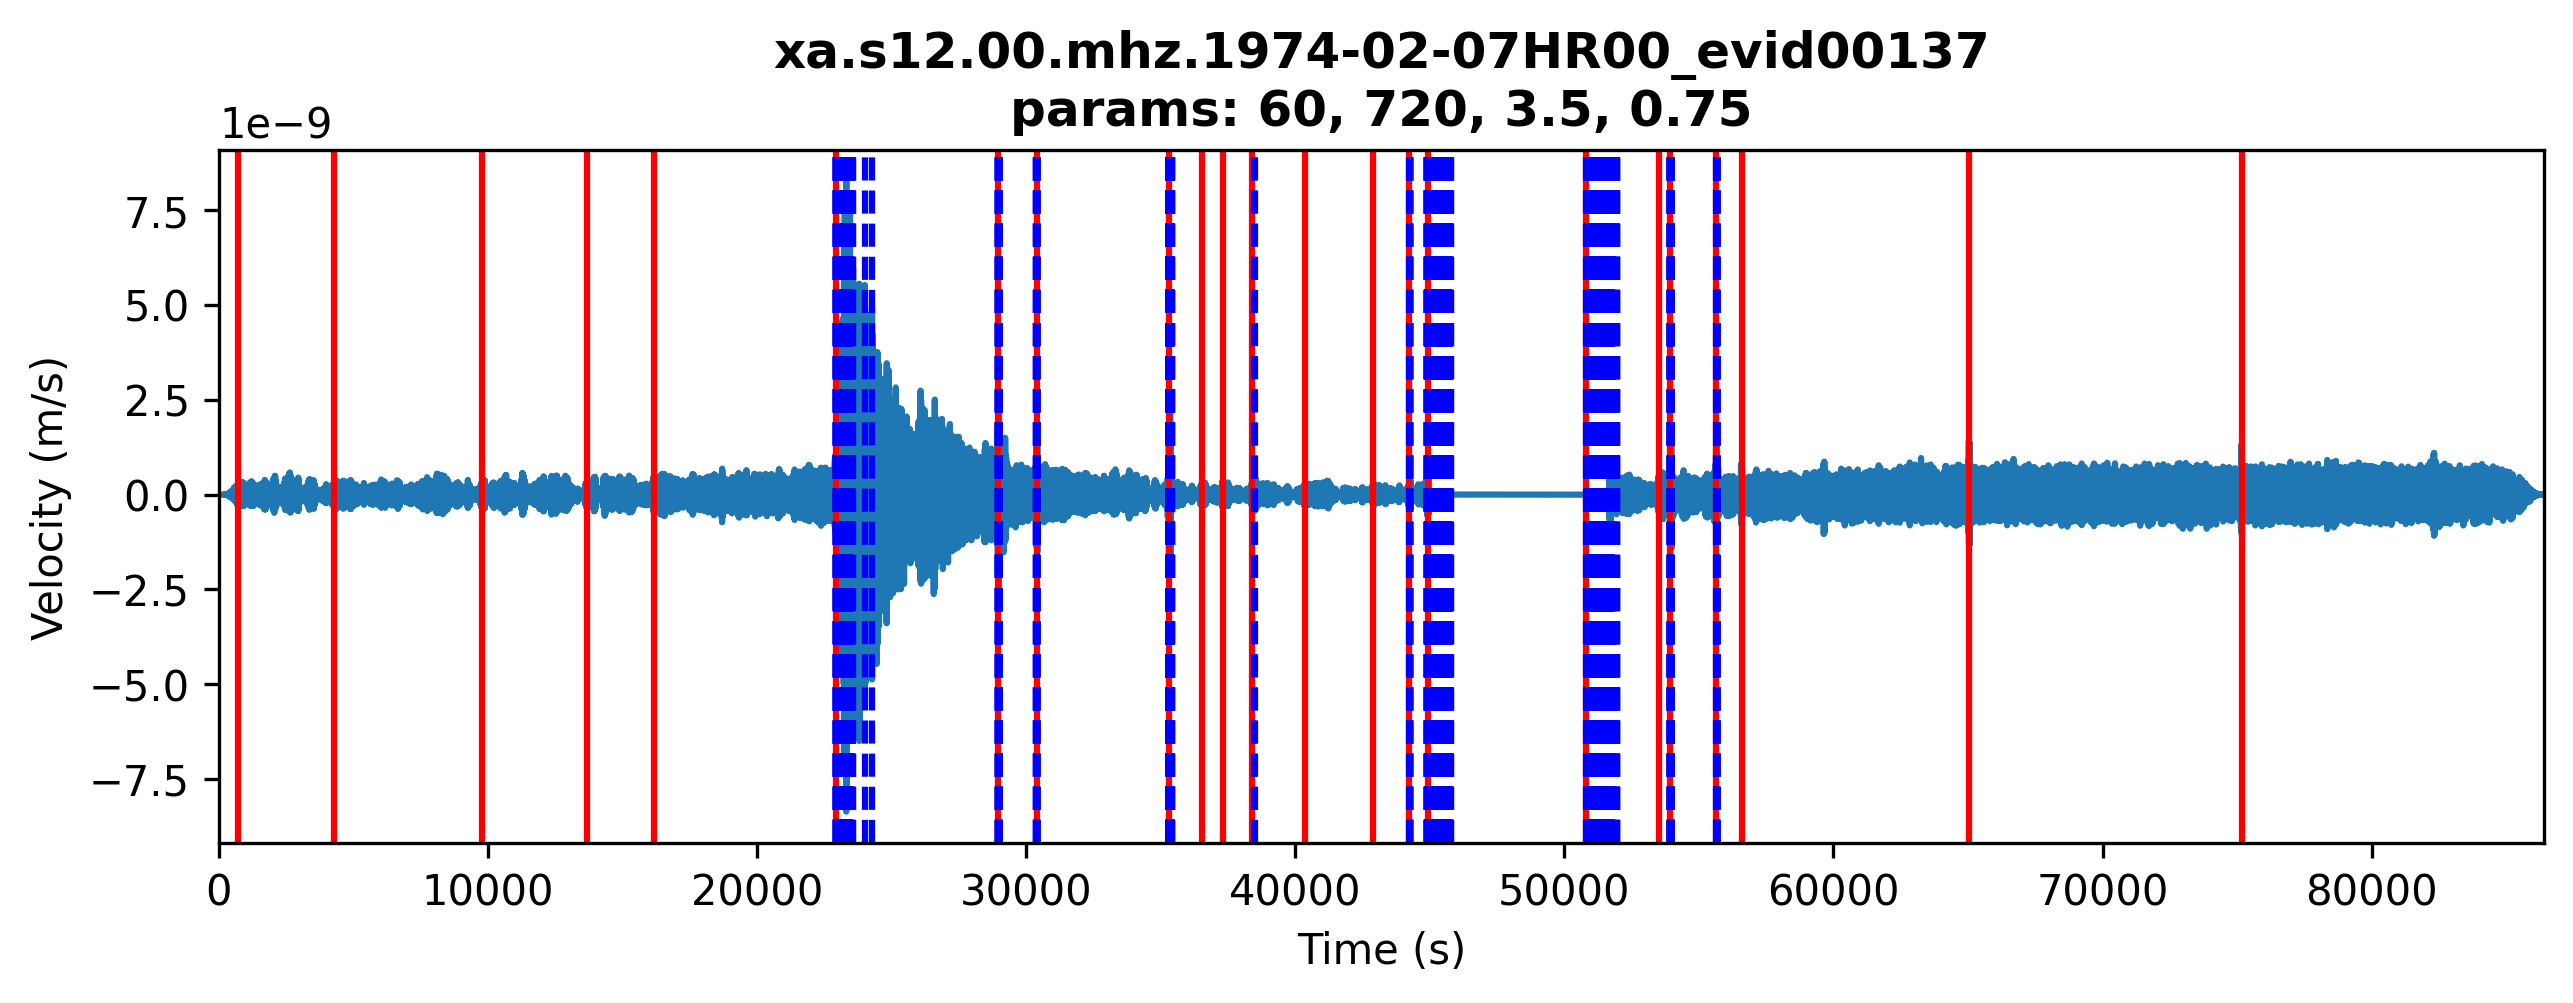 xa.s12.00.mhz.1974-02-07HR00_evid00137
params: 60, 720, 3.5, 0.75
1e−9
7.5
5.0
2.5
0.0
−2.5
−5.0
−7.5
Velocity (m/s)
0 10000 20000 30000 40000 50000 60000 70000 80000
Time (s)